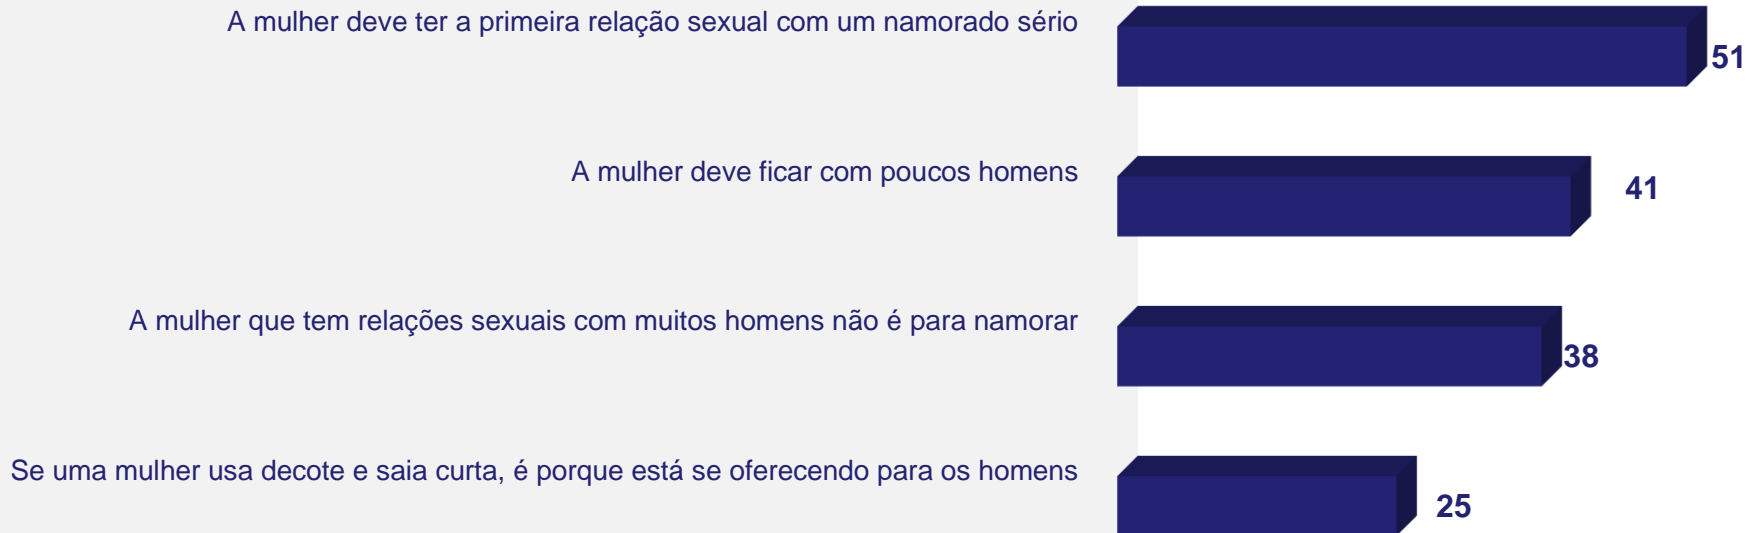 A mulher deve ter a primeira relação sexual com um namorado sério
51
A mulher deve ficar com poucos homens
41
A mulher que tem relações sexuais com muitos homens não é para namorar
38
Se uma mulher usa decote e saia curta, é porque está se oferecendo para os homens
25